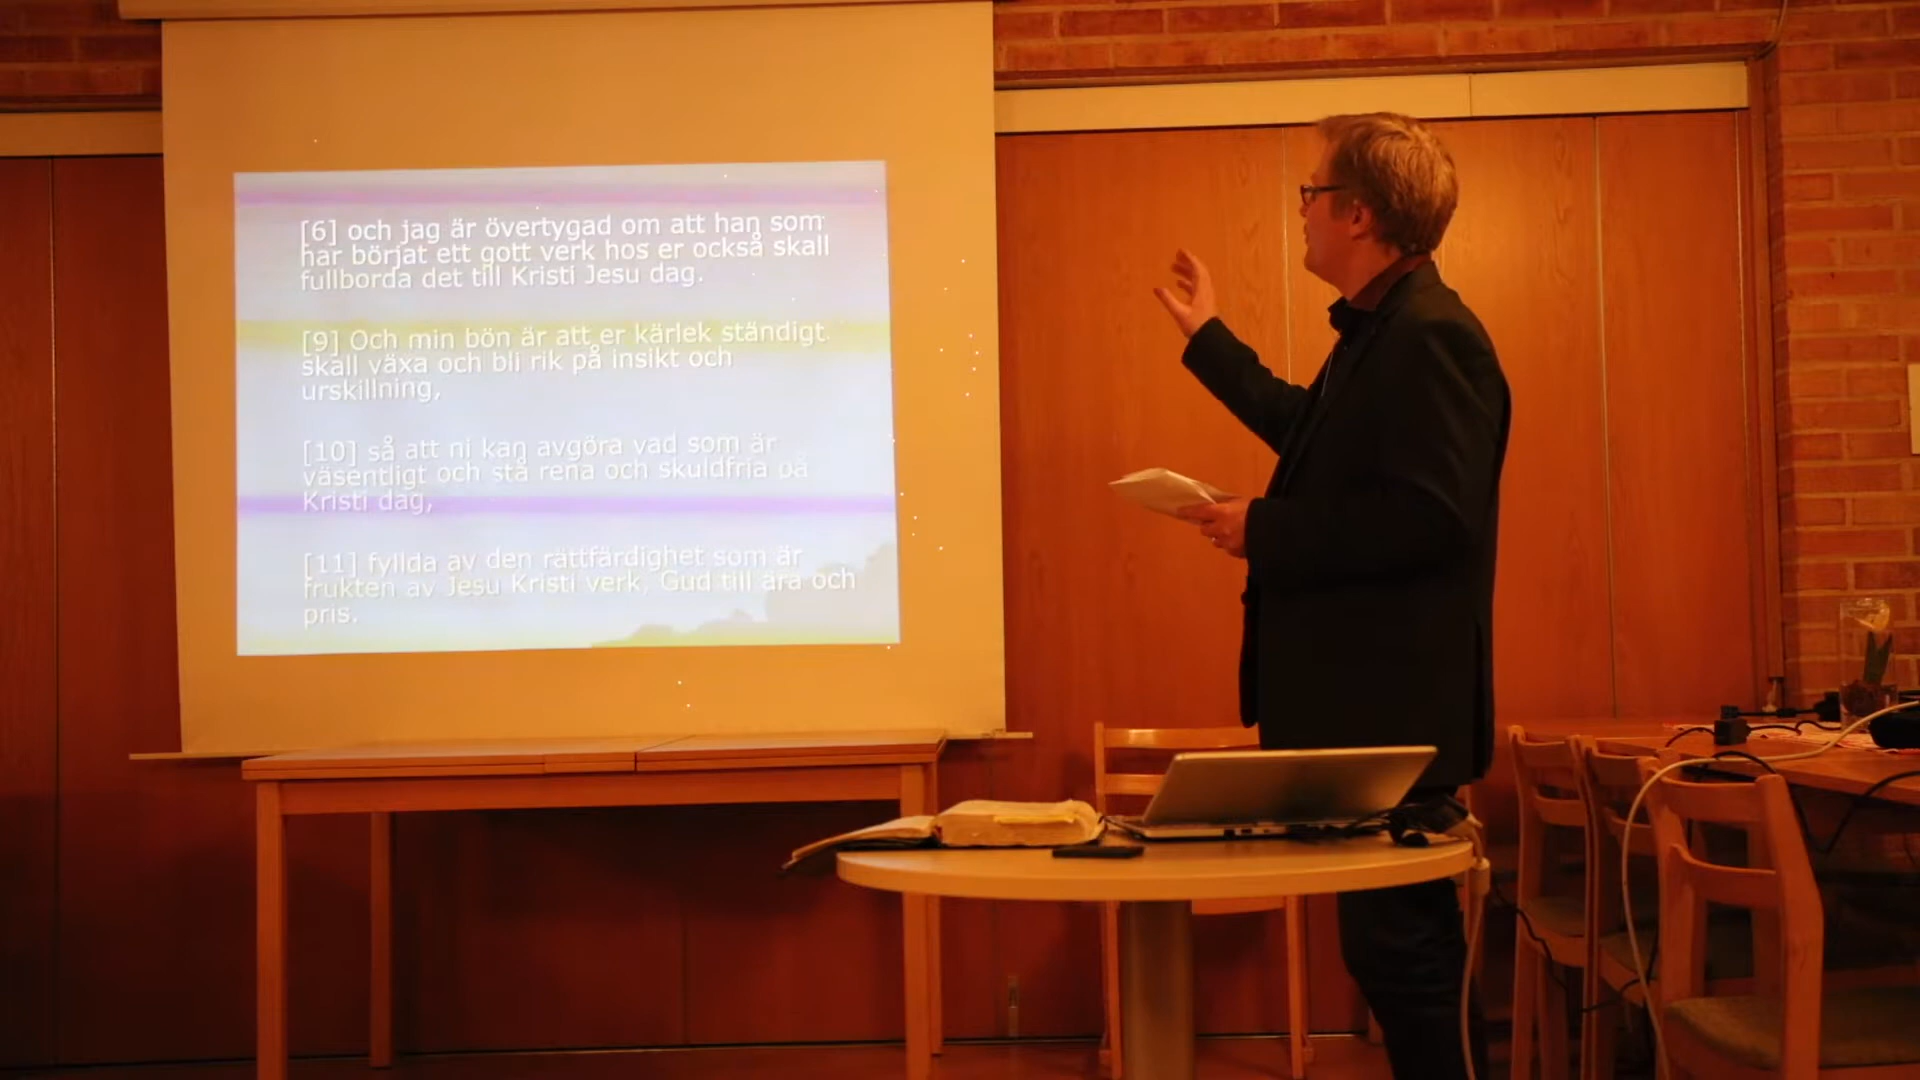 [6] och jag är övertygad om att han som
har börjat ett gott verk hos er också skall
fullborda det till Kristi Jesu dag.
[9] Och min bön är att er kärlek ständigt
skall växa och bli rik på insikt och
urskillning,
[10] så att ni kan avgöra vad som är
väsentligt och stå rena och skuldfria på
Kristi dag,
[11] fyllda av den rättfärdighet som är
frukten av Jesu Kristi verk, Gud till ära och
pris.